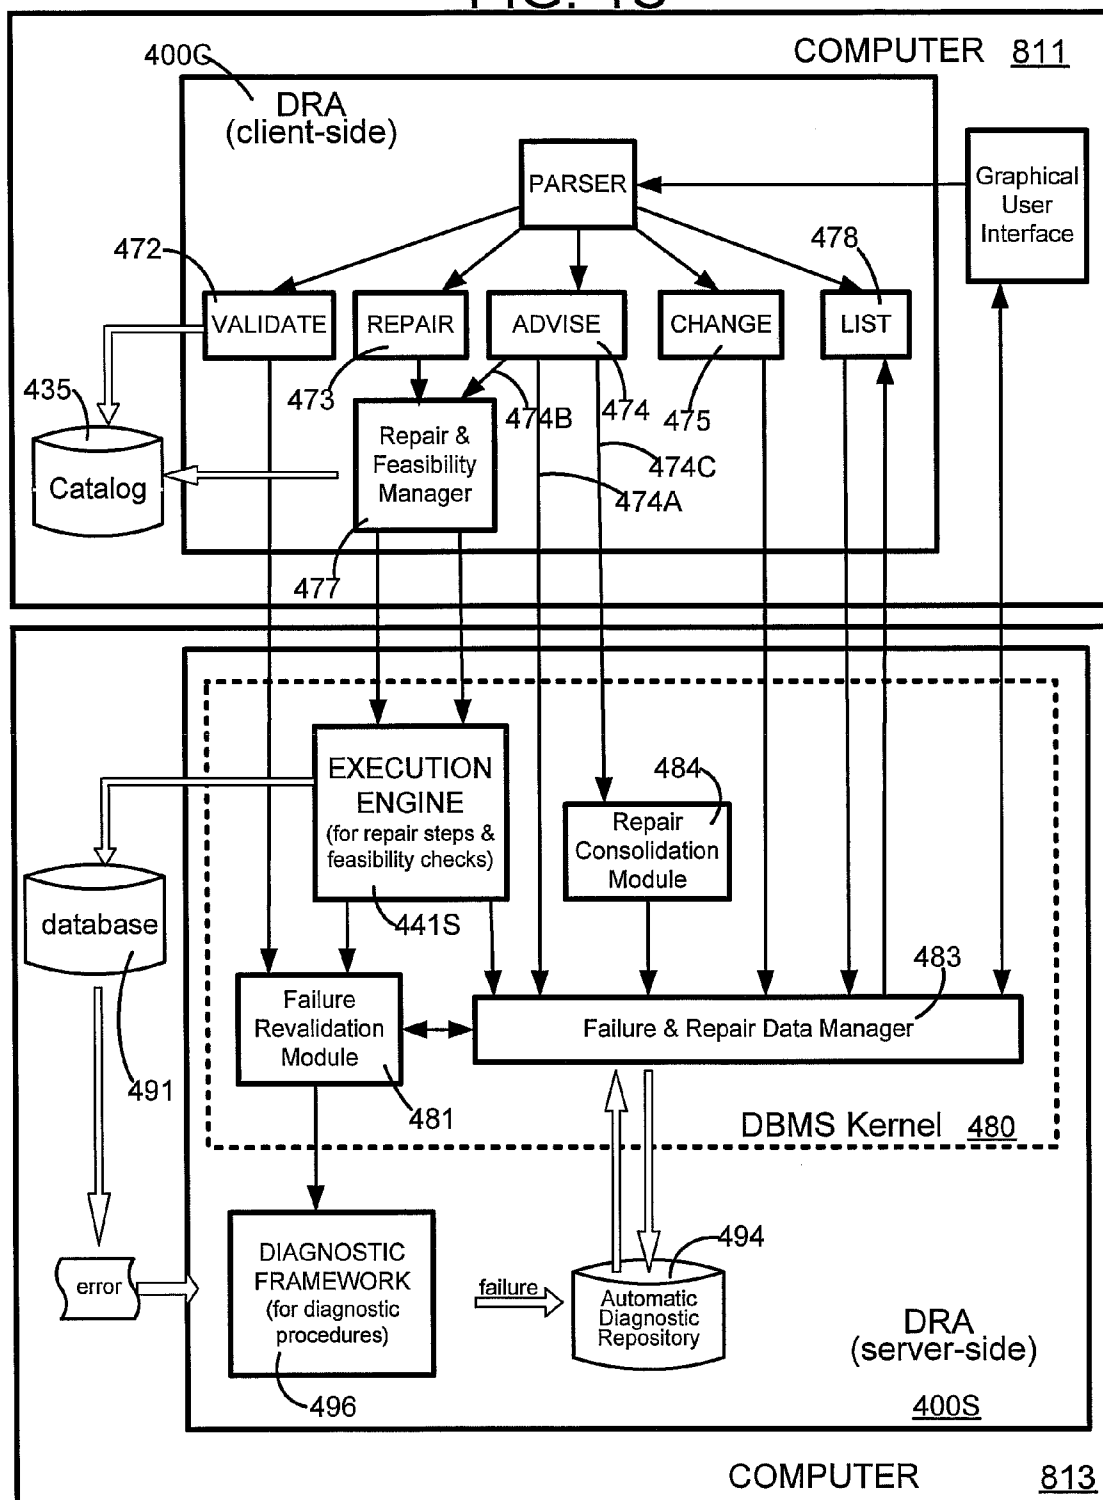 COMPUTER 811
400C
DRA
(client-side)
PARSER
Graphical
User
Interface
472
478
VALIDATE
REPAIR
ADVISE
CHANGE
LIST
435
473
474B
474
475
Catalog
Repair &
Feasibility
Manager
474C
474A
477
EXECUTION
ENGINE
(for repair steps &
feasibility checks)
484
Repair
Consolidation
Module
database
441S
483
Failure
Revalidation
Module
Failure & Repair Data Manager
491
481
DBMS Kernel 480
494
DIAGNOSTIC
FRAMEWORK
(for diagnostic
procedures)
error
failure
Automatic
Diagnostic
Repository
DRA
(server-side)
496
400S
COMPUTER 813